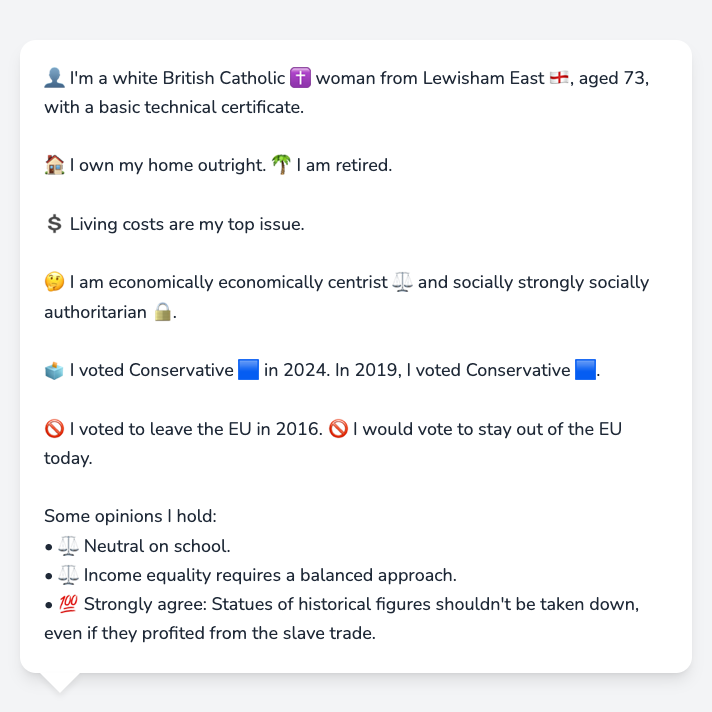 👤 I'm a white British Catholic ✝️ woman from Lewisham East 🏴󠁧󠁢󠁥󠁮󠁧󠁿, aged 73,
with a basic technical certificate.
🏠 I own my home outright. 🌴 I am retired.
💲 Living costs are my top issue.
🤔 I am economically economically centrist ⚖️ and socially strongly socially
authoritarian 🔒.
🗳️ I voted Conservative 🟦 in 2024. In 2019, I voted Conservative 🟦.
🚫 I voted to leave the EU in 2016. 🚫 I would vote to stay out of the EU
today.
Some opinions I hold:
• ⚖️ Neutral on school.
• ⚖️ Income equality requires a balanced approach.
• 💯 Strongly agree: Statues of historical figures shouldn't be taken down,
even if they profited from the slave trade.